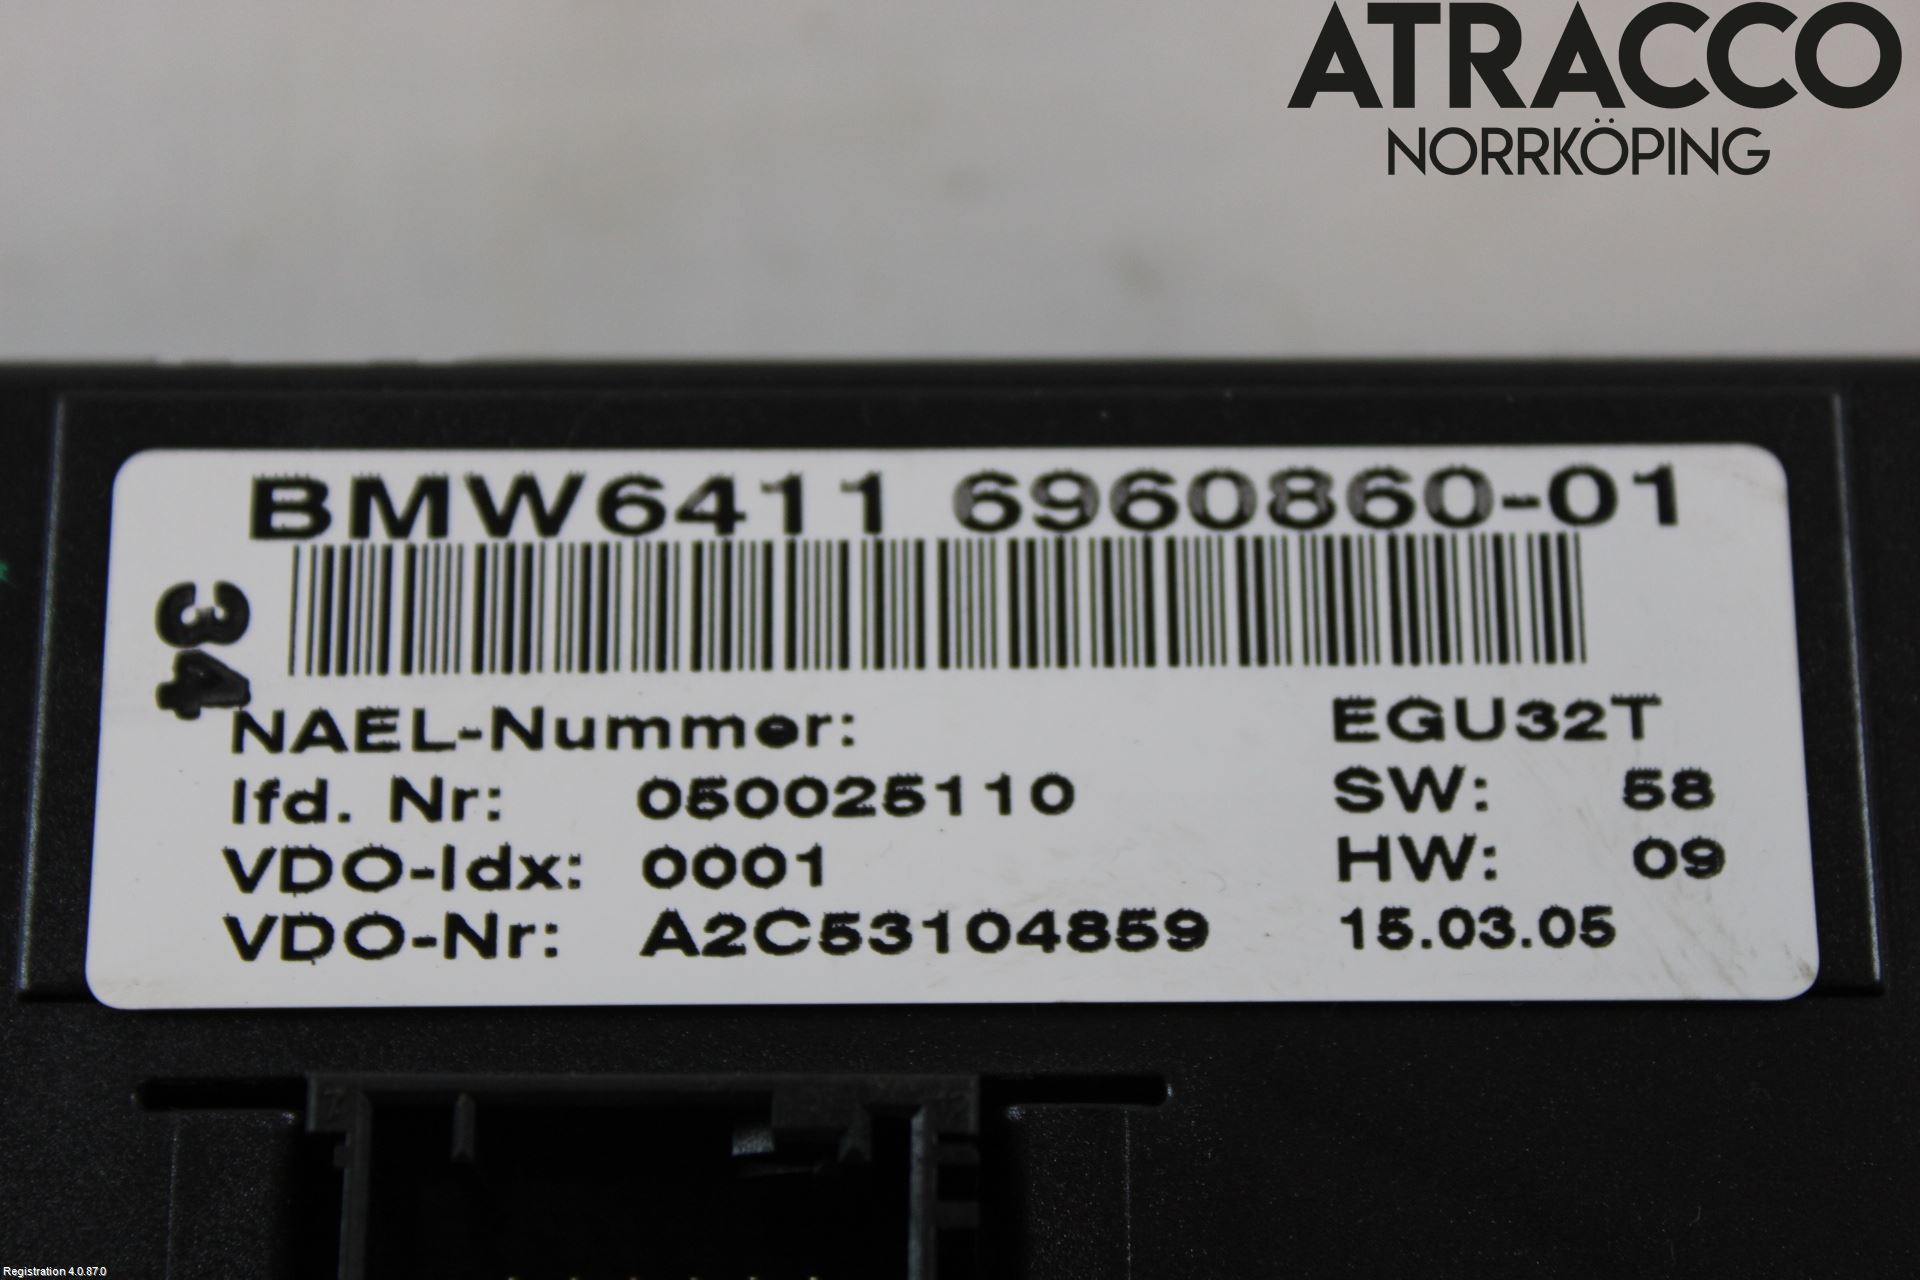 ATRACCO
NORRKÖPING
BMW6411 6960860-01
34
NAEL-Nummer:
EGU32T
lfd. Nr: 050025110
SW: 58
VDO-Idx: 0001
HW: 09
VDO-Nr: A2C53104859
15.03.05
Registration 4.0.87.0